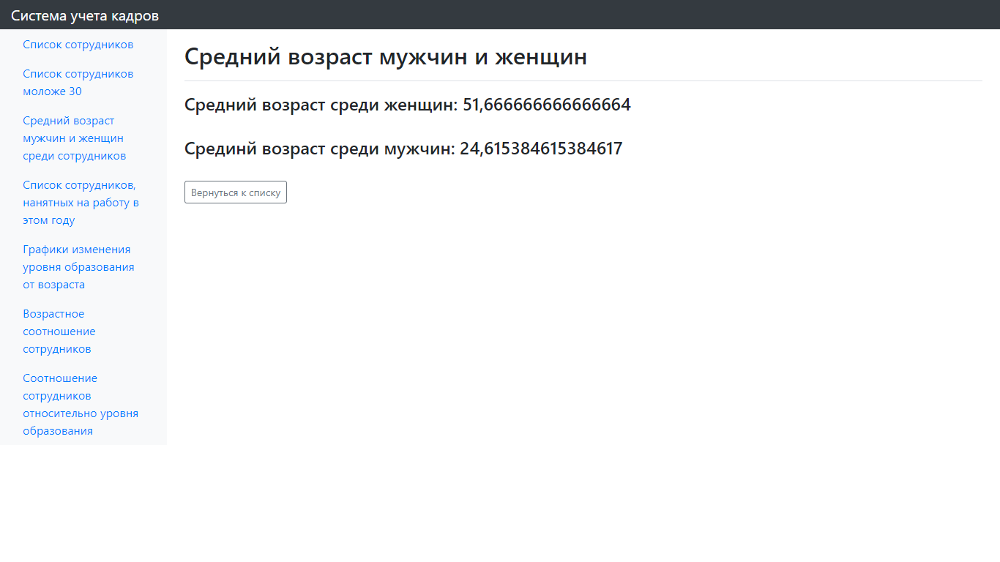 Система учета кадров
Список сотрудников
Список сотрудников
моложе 30
Средний возраст
мужчин и женщин
среди сотрудников
Список сотрудников,
нанятных на работу в
этом году
Графики изменения
уровня образования
от возраста
Возрастное
соотношение
сотрудников
Соотношение
сотрудников
относительно уровня
образования
Средний возраст мужчин и женщин
Средний возраст среди женщин: 51,666666666666664
Срединй возраст среди мужчин: 24,615384615384617
Вернуться к списку